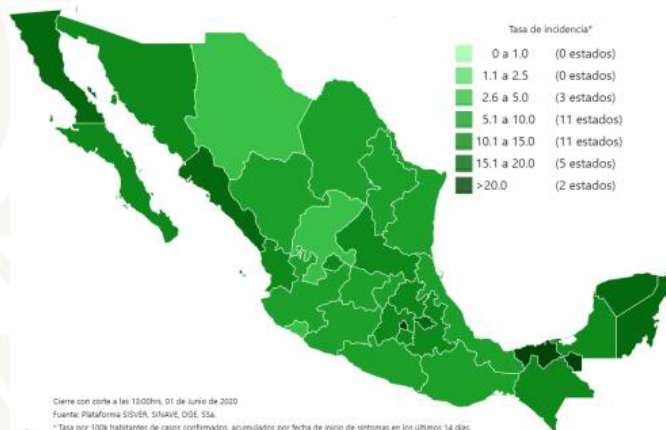 Tasa de incidencia*
0 a 1.0 (0 estados)
1.1 a 2.5 (0 estados)
2.6 a 5.0 (3 estados)
5.1 a 10.0 (11 estados)
10.1 a 15.0 (11 estados)
15.1 a 20.0 (5 estados)
>20.0 (2 estados)
Cierre con corte a las 13:00hrs, 01 de Junio de 2020
Fuente: Plataforma SISVER, SINAVE, DGE, SSa.
* Tasa por 100k habitantes de casos confirmados, acumulados por fecha de inicio de síntomas en los últimos 14 días.